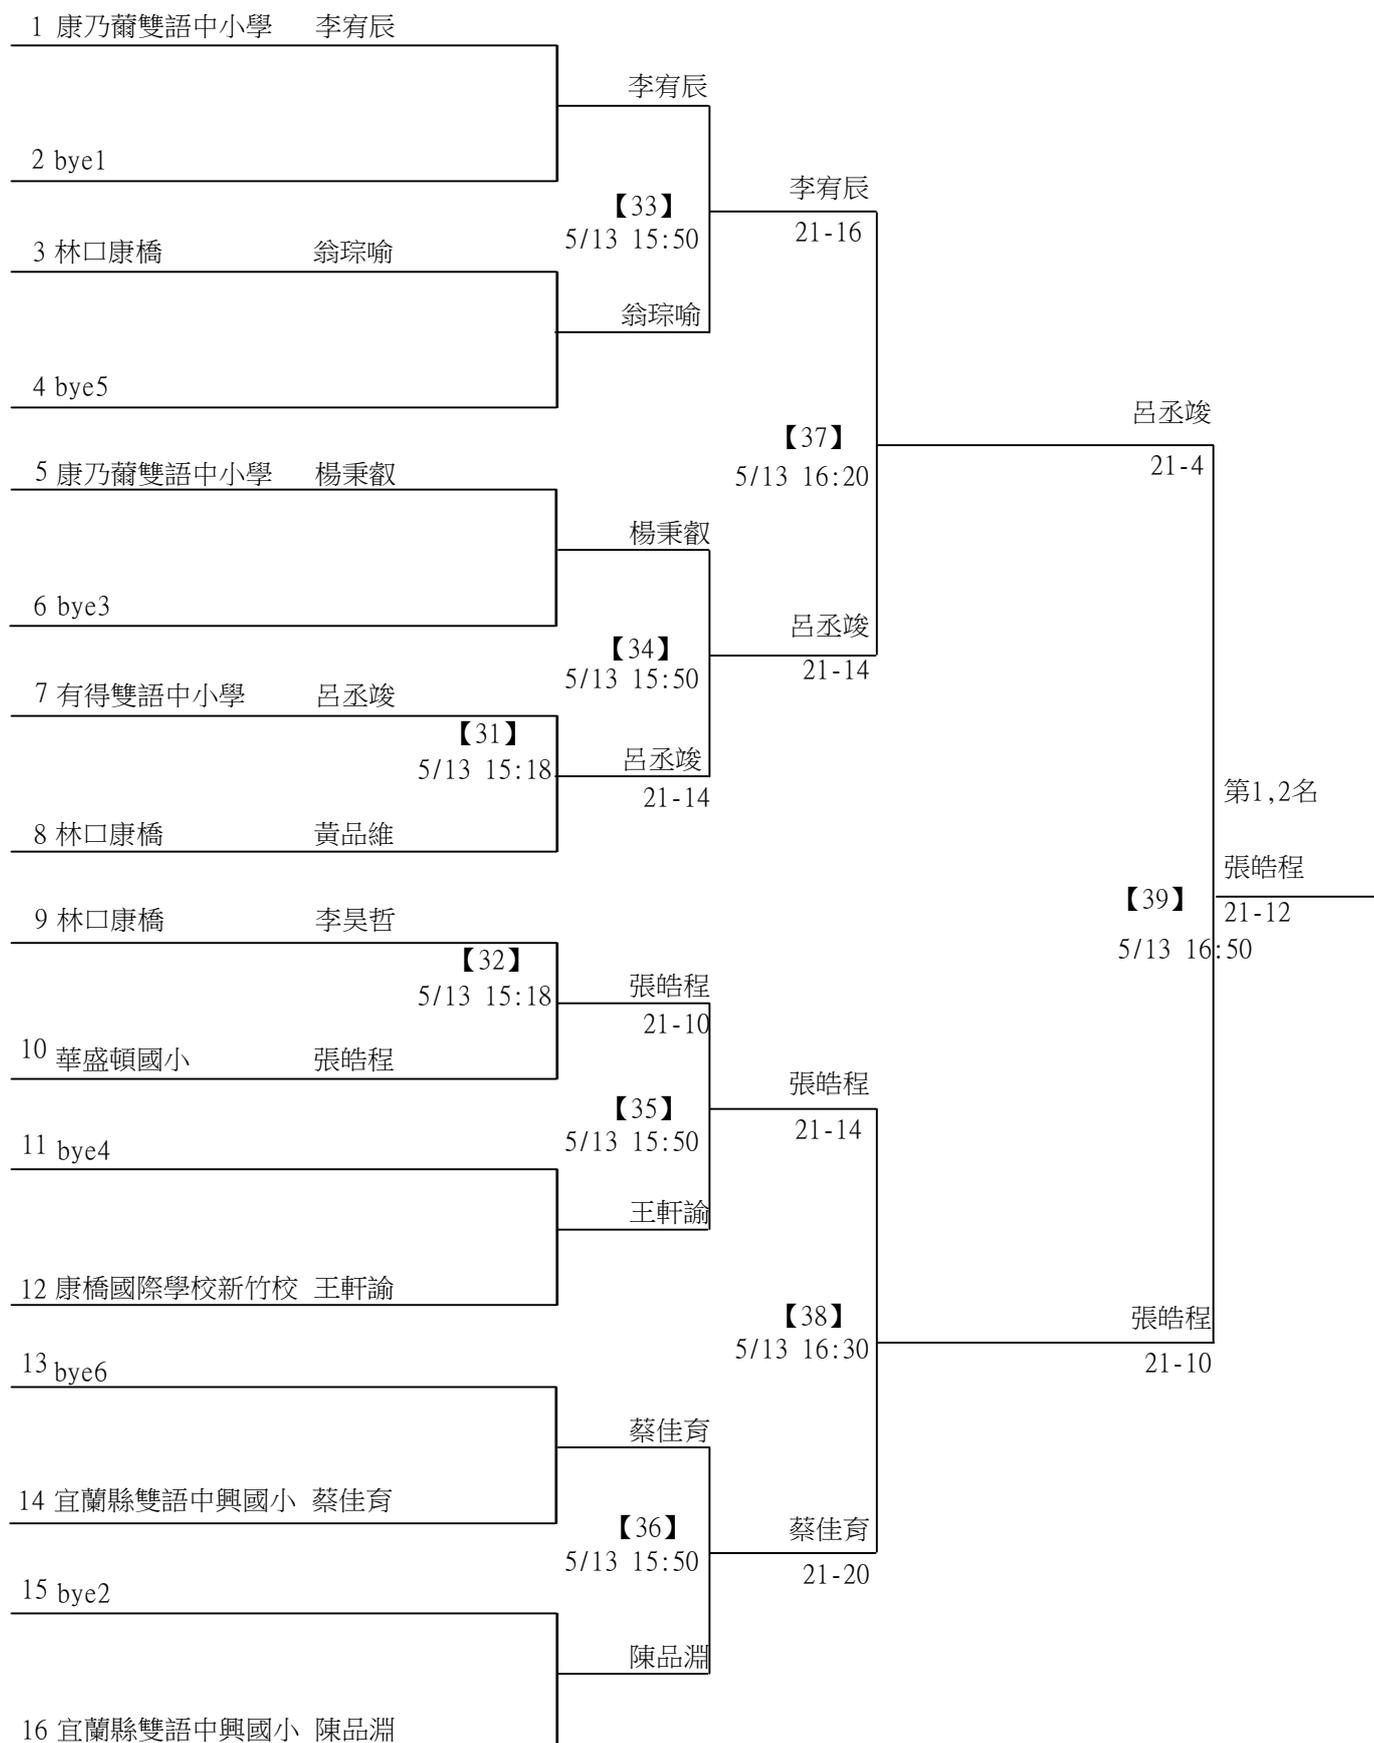 1 康乃薾雙語中小學 李宥辰
李宥辰
2 bye1
李宥辰
【33】
21-16
5/13 15:50
3 林口康橋 翁琮喻
翁琮喻
4 bye5
呂丞竣
【37】
21-4
5/13 16:20
5 康乃薾雙語中小學 楊秉叡
楊秉叡
6 bye3
呂丞竣
【34】
21-14
5/13 15:50
7 有得雙語中小學 呂丞竣
【31】
5/13 15:18
呂丞竣
21-14
8 林口康橋 黃品維
第1,2名
張皓程
【39】
21-12
5/13 16:50
9 林口康橋 李昊哲
【32】
5/13 15:18
張皓程
21-10
10 華盛頓國小 張皓程
張皓程
【35】
21-14
5/13 15:50
11 bye4
王軒諭
12 康橋國際學校新竹校 王軒諭
【38】
5/13 16:30
張皓程
21-10
13 bye6
蔡佳育
14 宜蘭縣雙語中興國小 蔡佳育
【36】
蔡佳育
5/13 15:50
21-20
15 bye2
陳品淵
16 宜蘭縣雙語中興國小 陳品淵